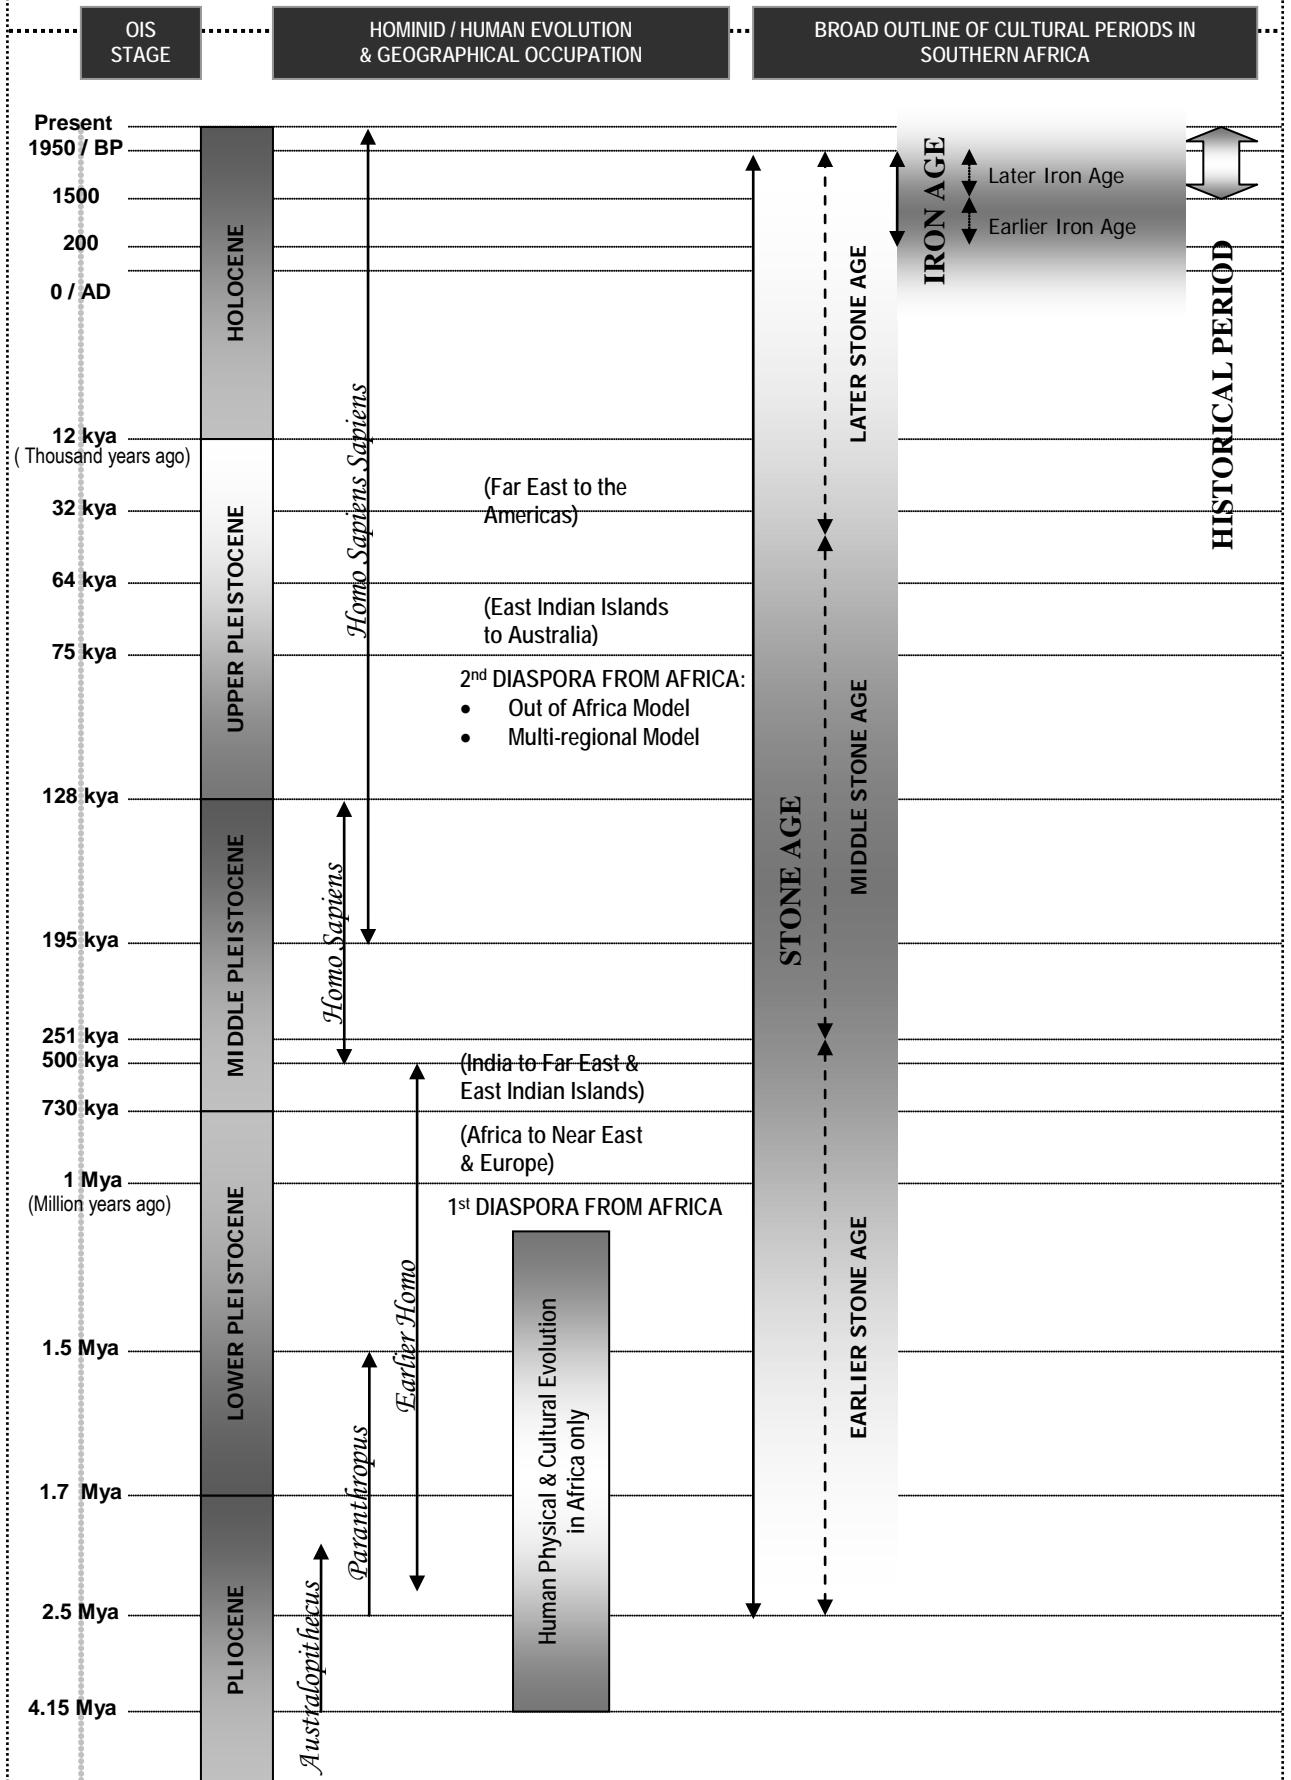 OIS
STAGE
HOMINID / HUMAN EVOLUTION
& GEOGRAPHICAL OCCUPATION
BROAD OUTLINE OF CULTURAL PERIODS IN
SOUTHERN AFRICA
Present
1950 / BP
1500
200
0 / AD
12 kya
( Thousand years ago)
32 kya
64 kya
75 kya
128 kya
195 kya
251 kya
500 kya
730 kya
1 Mya
(Million years ago)
1.5 Mya
1.7 Mya
2.5 Mya
4.15 Mya
HOLOCENE
UPPER PLEISTOCENE
MIDDLE PLEISTOCENE
LOWER PLEISTOCENE
PLIOCENE
Homo Sapiens Sapiens
Homo Sapiens
Earlier Homo
Paranthropus
Australopithecus
(Far East to the
Americas)
(East Indian Islands
to Australia)
2nd DIASPORA FROM AFRICA:
• Out of Africa Model
• Multi-regional Model
(India to Far East &
East Indian Islands)
(Africa to Near East
& Europe)
1st DIASPORA FROM AFRICA
Human Physical & Cultural Evolution
in Africa only
STONE AGE
LATER STONE AGE
MIDDLE STONE AGE
EARLIER STONE AGE
IRON AGE
Later Iron Age
Earlier Iron Age
HISTORICAL PERIOD